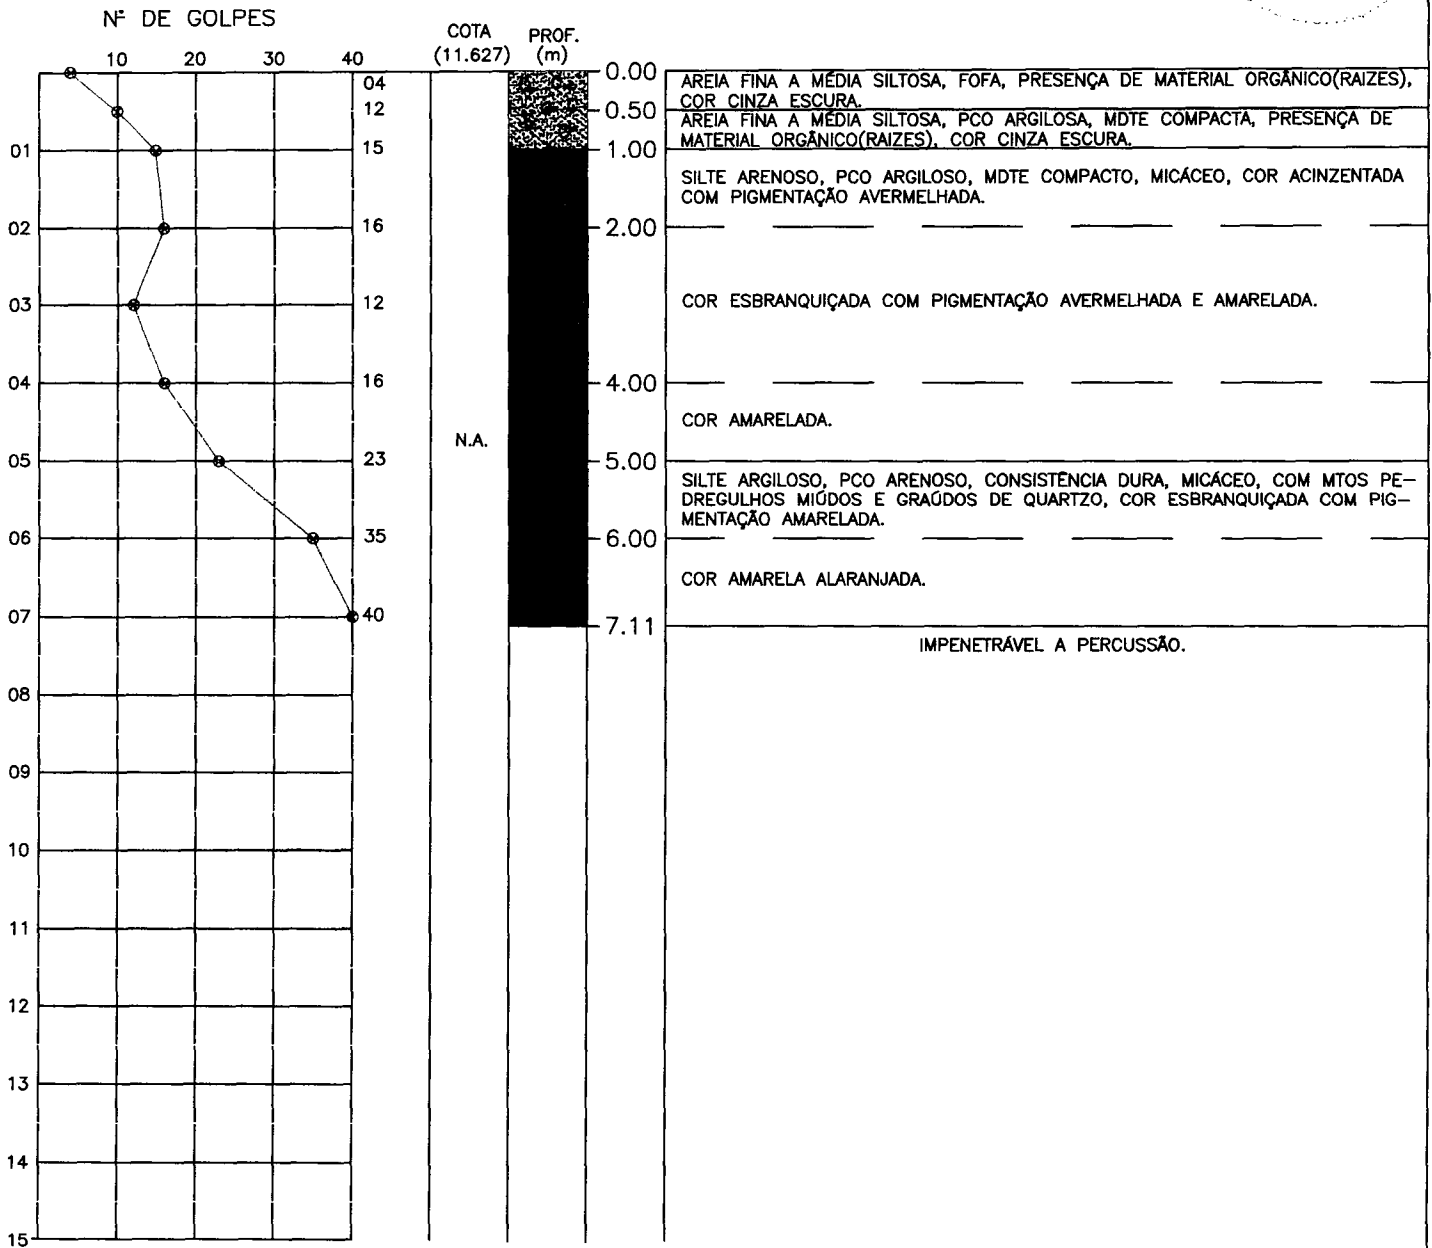 Nº DE GOLPES
COTA
(11.627)
PROF.
(m)
10 20 30 40
04
12
15
16
12
16
23
35
40
01
02
03
04
05
06
07
08
09
10
11
12
13
14
15
N.A.
0.00
AREIA FINA A MÉDIA SILTOSA, FOFA, PRESENÇA DE MATERIAL ORGÂNICO(RAIZES),
COR CINZA ESCURA.
0.50
AREIA FINA A MÉDIA SILTOSA, PCO ARGILOSA, MDTE COMPACTA, PRESENÇA DE
MATERIAL ORGÂNICO(RAIZES), COR CINZA ESCURA.
1.00
SILTE ARENOSO, PCO ARGILOSO, MDTE COMPACTO, MICÁCEO, COR ACINZENTADA
COM PIGMENTAÇÃO AVERMELHADA.
2.00
COR ESBRANQUIÇADA COM PIGMENTAÇÃO AVERMELHADA E AMARELADA.
4.00
COR AMARELADA.
5.00
SILTE ARGILOSO, PCO ARENOSO, CONSISTÊNCIA DURA, MICÁCEO, COM MTOS PE-
DREGULHOS MIÚDOS E GRAÚDOS DE QUARTZO, COR ESBRANQUIÇADA COM PIG-
MENTAÇÃO AMARELADA.
6.00
COR AMARELA ALARANJADA.
7.11
IMPENETRÁVEL A PERCUSSÃO.